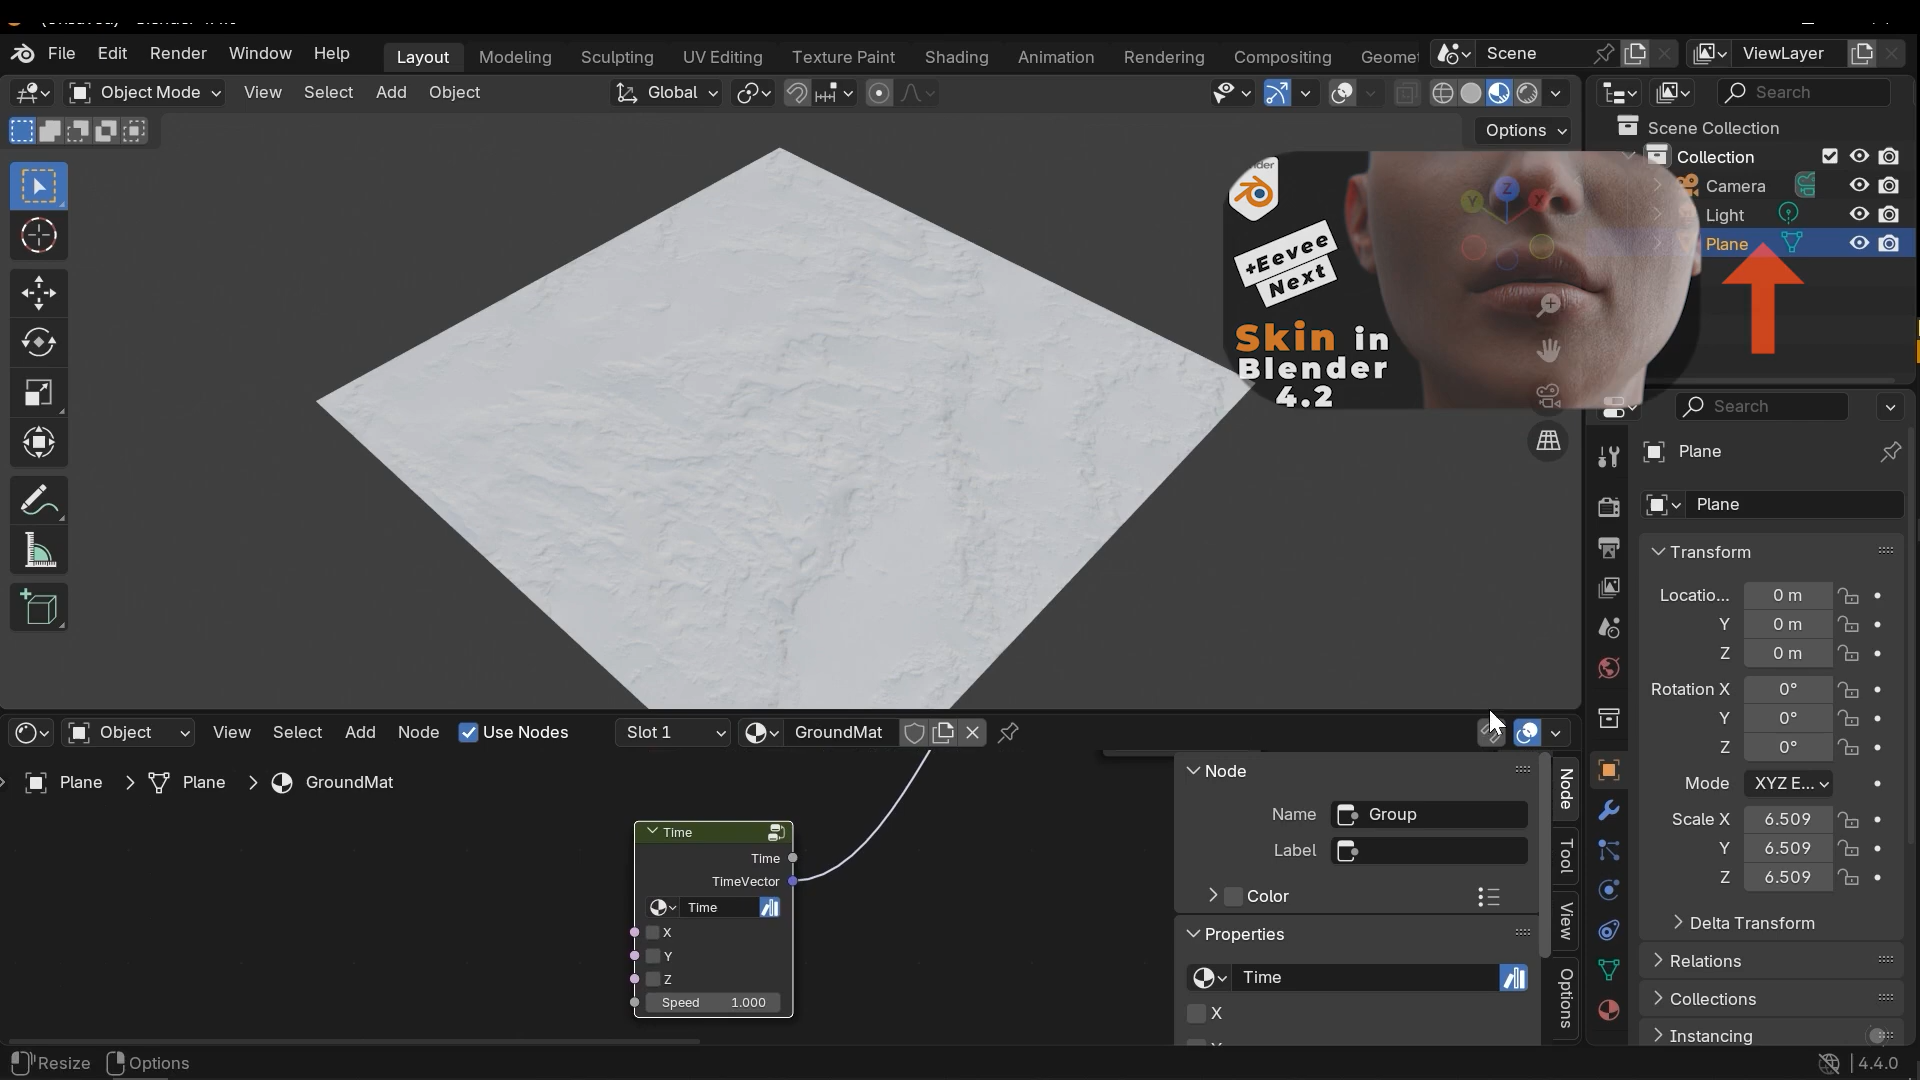 File Edit Render Window Help Layout Modeling Sculpting UV Editing Texture Paint Shading Animation Rendering Compositing Scene ViewLayer
Object Mode View Select Add Object Global Search
Options
Scene Collection
Collection
Camera
Light
Plane
+Eevee
Next
Skin in
Blender
4.2
Z
Y
X
Search
Plane
Plane
Transform
Locatio... 0 m
Y 0 m
Z 0 m
Rotation X 0°
Y 0°
Z 0°
Mode XYZ E...
Scale X 6.509
Y 6.509
Z 6.509
Delta Transform
Relations
Collections
Instancing
Object View Select Add Node Use Nodes Slot 1 GroundMat
Plane Plane GroundMat
Time
Time
TimeVector
Time
X
Y
Z
Speed 1.000
Node
Name Group
Label
Color
Properties
Time
X
Node
Tool
View
Options
Resize Options 4.4.0